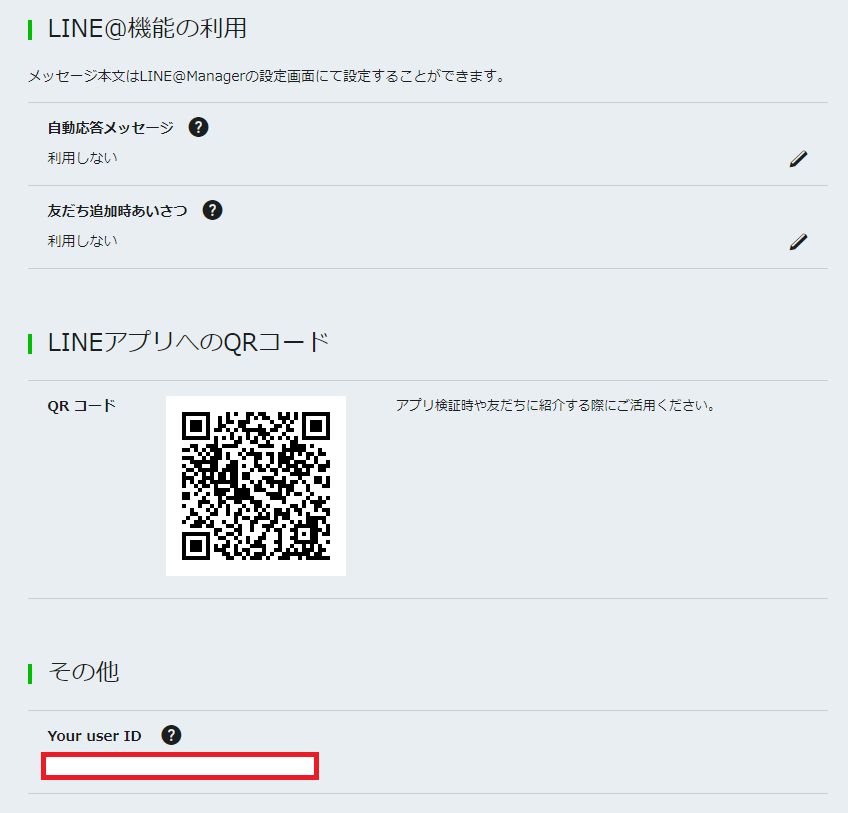 LINE@機能の利用
メッセージ本文はLINE@Managerの設定画面にて設定することができます。
自動応答メッセージ ?
利用しない
友だち追加時あいさつ ?
利用しない
LINEアプリへのQRコード
QR コード
アプリ検証時や友だちに紹介する際にご活用ください。
その他
Your user ID ?